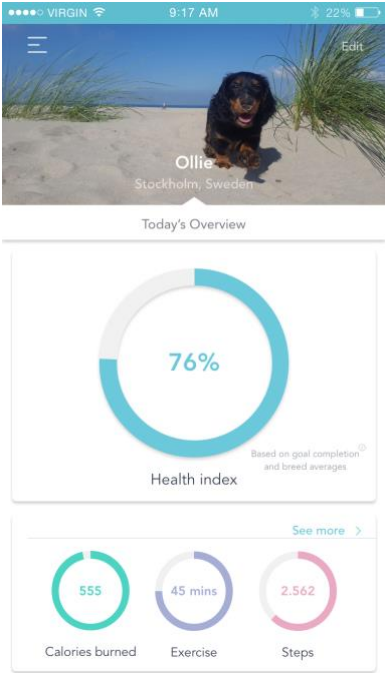 VIRGIN 9:17 AM 22%
Edit
Ollie
Stockholm, Sweden
Today's Overview
76%
Based on goal completion
and breed averages
Health index
See more >
555 45 mins 2.562
Calories burned Exercise Steps